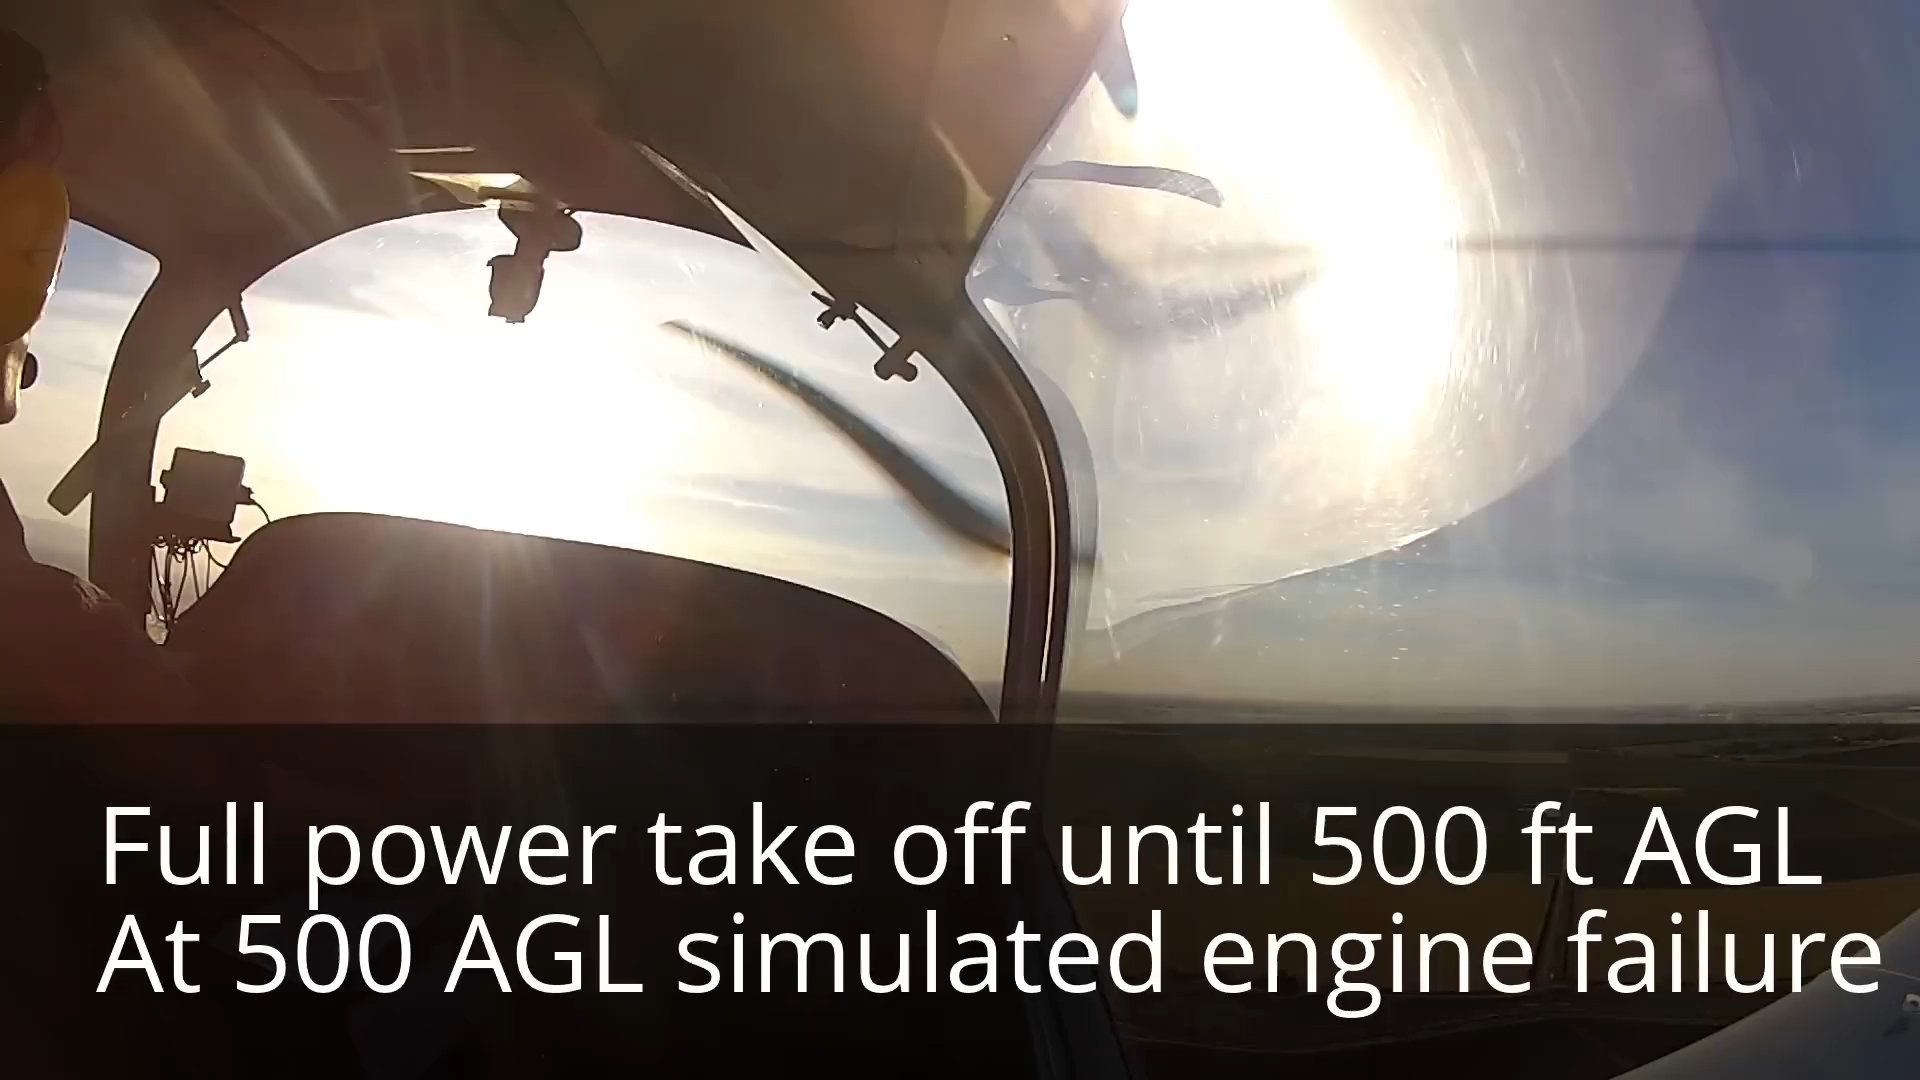 Full power take off until 500 ft AGL
At 500 AGL simulated engine failure